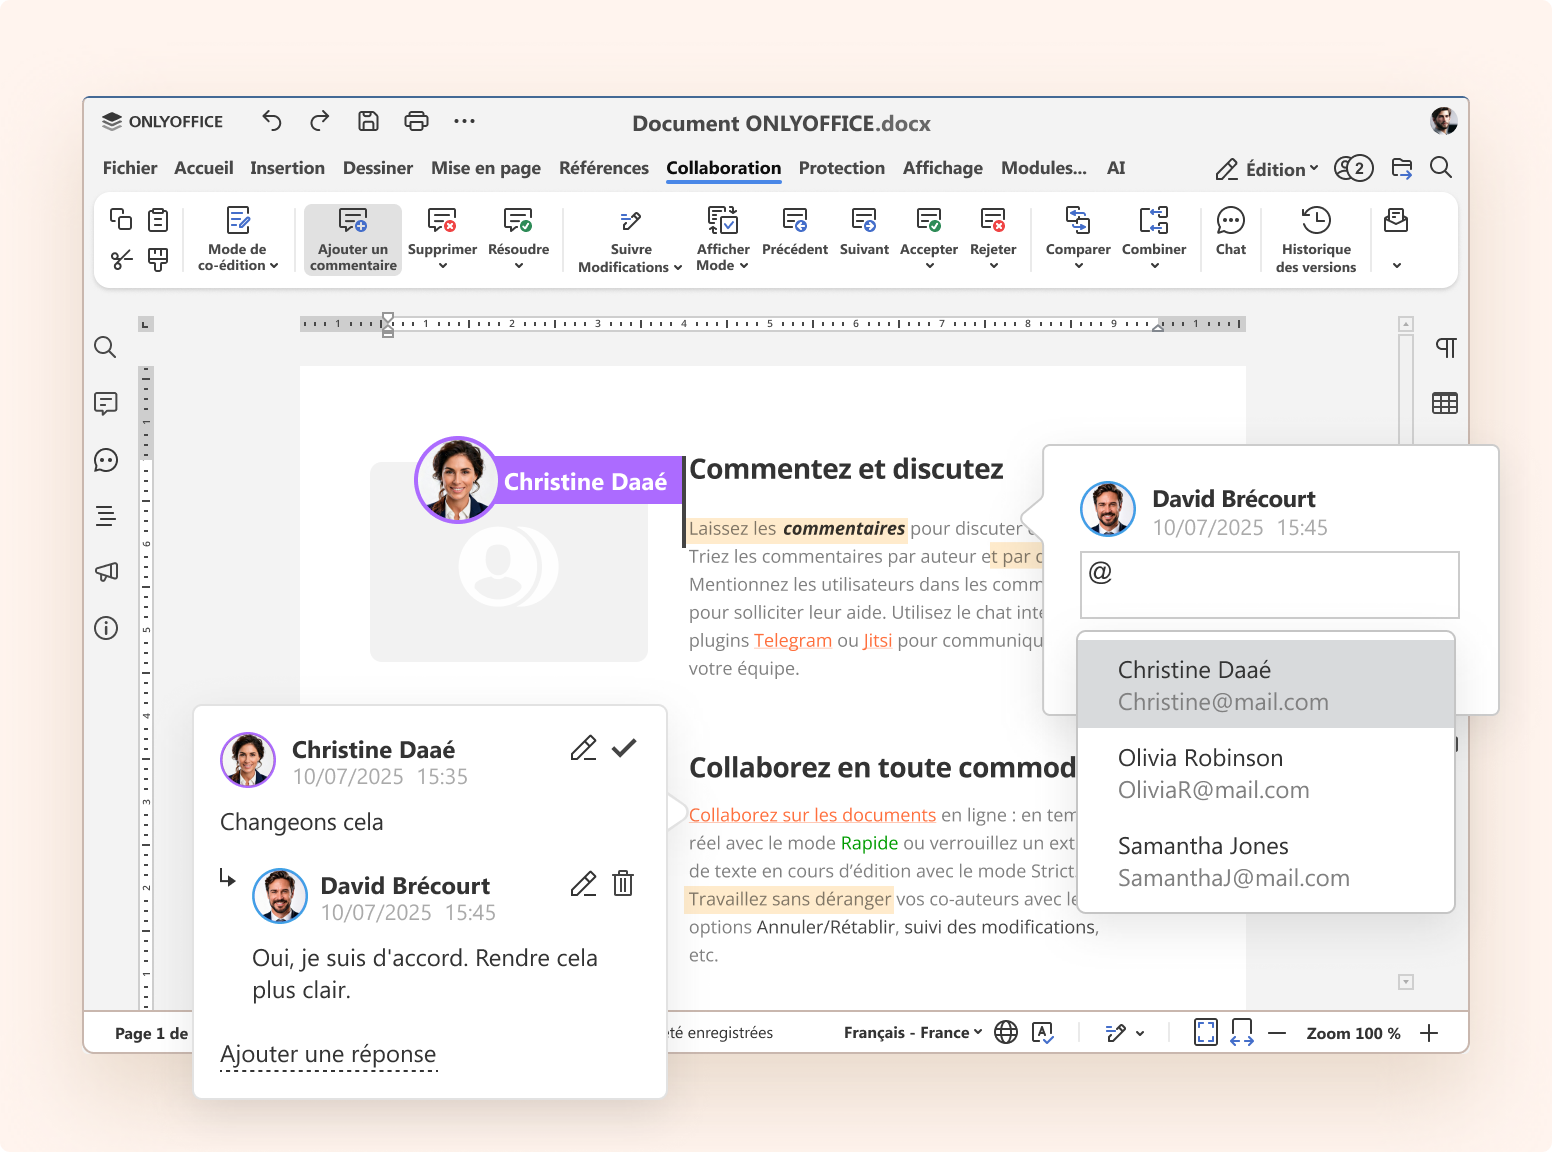 ONLYOFFICE
Document ONLYOFFICE.docx
Fichier Accueil Insertion Dessiner Mise en page Références Collaboration Protection Affichage Modules... AI
Édition 2
Mode de
co-édition
Ajouter un
commentaire
Supprimer
Résoudre
Suivre
Modifications
Afficher
Mode
Précédent
Suivant
Accepter
Rejeter
Comparer
Combiner
Chat
Historique
des versions
1 1 2 3 4 5 6 7 8 9 1
1
6
5
4
3
2
1
Christine Daaé
Commentez et discutez
Laissez les commentaires pour discuter
Triez les commentaires par auteur et par
Mentionnez les utilisateurs dans les
pour solliciter leur aide. Utilisez le chat
plugins Telegram ou Jitsi pour
votre équipe.
David Brécourt
10/07/2025 15:45
@
Christine Daaé
Christine@mail.com
Olivia Robinson
OliviaR@mail.com
Samantha Jones
SamanthaJ@mail.com
Collaborez en toute
Collaborez sur les documents en ligne : en
réel avec le mode Rapide ou verrouillez un
de texte en cours d’édition avec le mode Strict
Travaillez sans déranger vos co-auteurs avec
options Annuler/Rétablir, suivi des modifications,
etc.
Christine Daaé
10/07/2025 15:35
Changeons cela
David Brécourt
10/07/2025 15:45
Oui, je suis d'accord. Rendre cela
plus clair.
Ajouter une réponse
Page 1 de
enregistrées
Français - France
Zoom 100 %